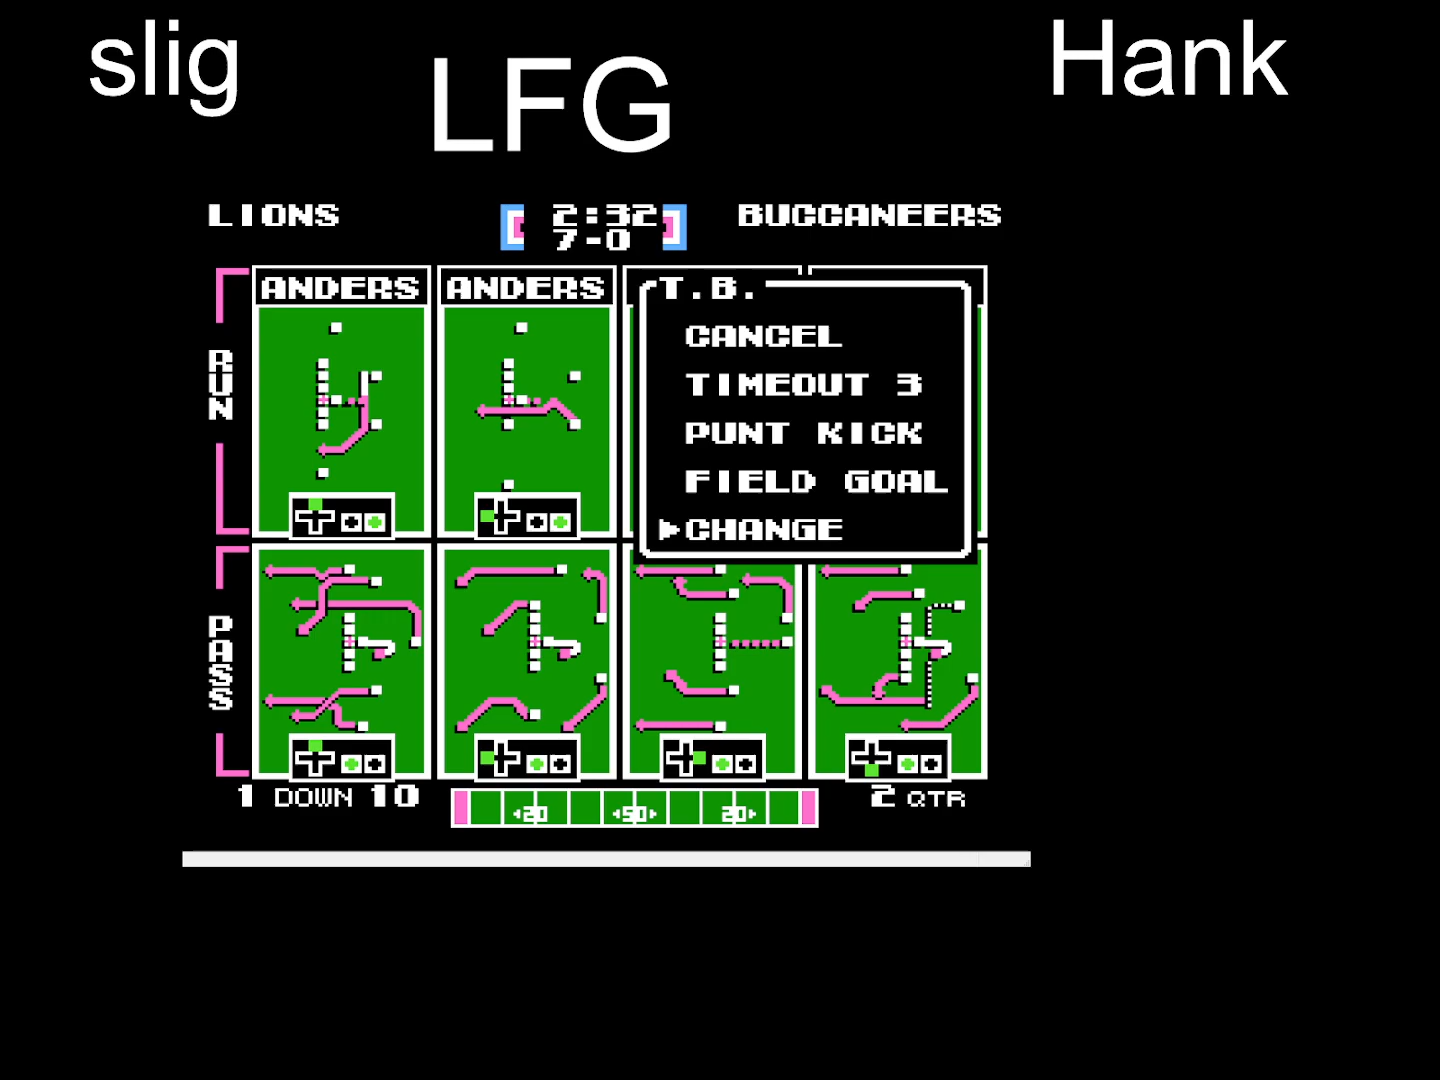 slig
LFG
Hank
LIONS
2:32
BUCCANEERS
7-0
ANDERS
ANDERS
T.B.
CANCEL
TIMEOUT 3
PUNT KICK
FIELD GOAL
CHANGE
RUN
PASS
1 DOWN 10
20
50
20
2 QTR